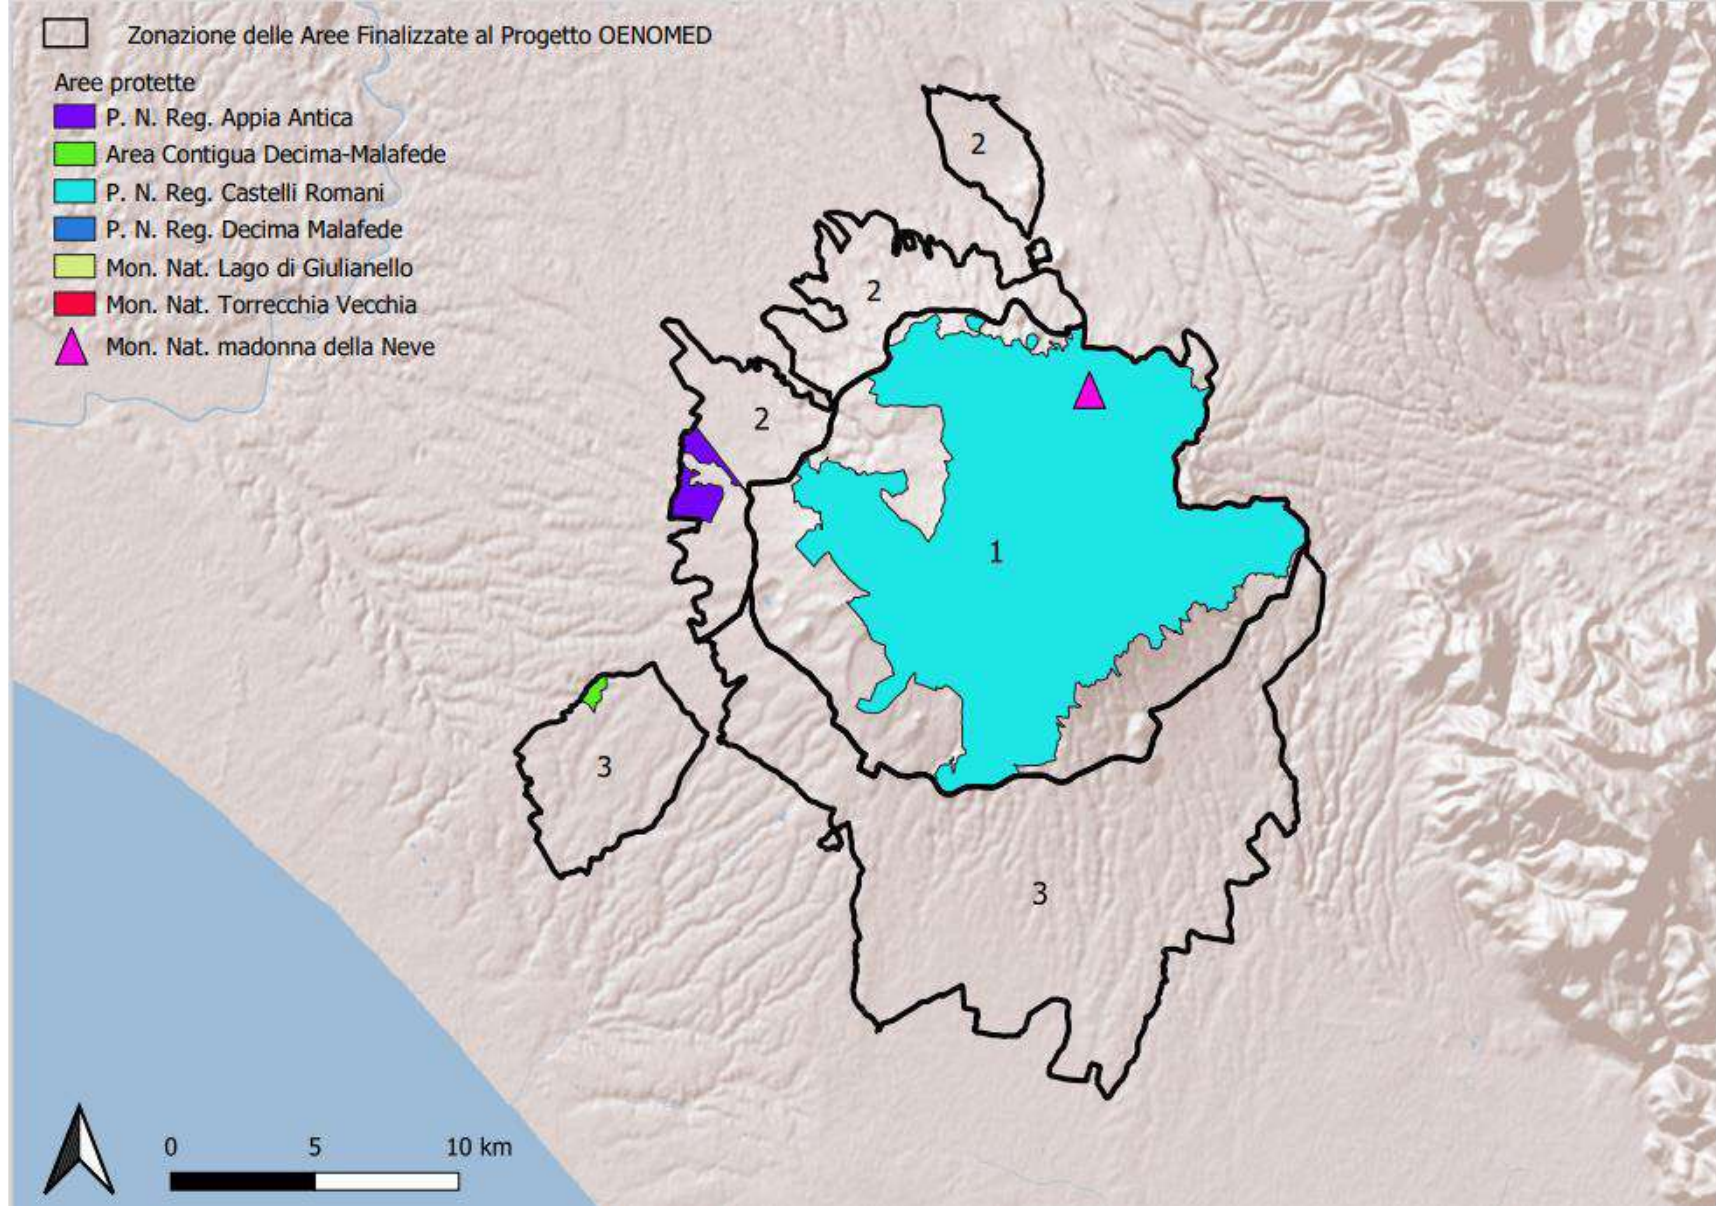 Zonazione delle Aree Finalizzate al Progetto OENOMED
Aree protette
P. N. Reg. Appia Antica
Area Contigua Decima-Malafede
P. N. Reg. Castelli Romani
P. N. Reg. Decima Malafede
Mon. Nat. Lago di Giulianello
Mon. Nat. Torrecchia Vecchia
Mon. Nat. madonna della Neve
2
2
2
1
3
3
0 5 10 km